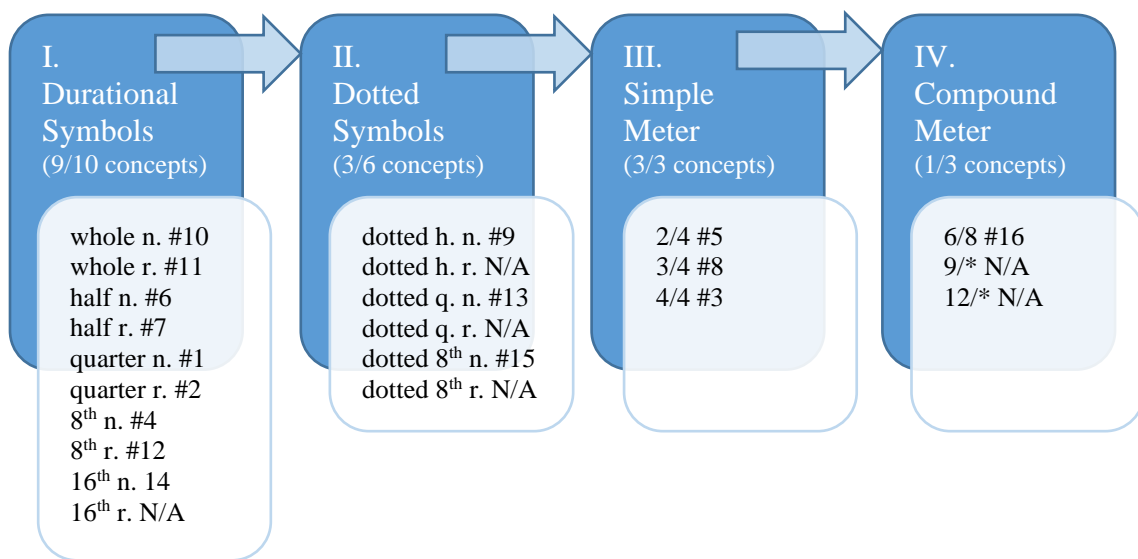 I.
Durational
Symbols
(9/10 concepts)
whole n. #10
whole r. #11
half n. #6
half r. #7
quarter n. #1
quarter r. #2
8th n. #4
8th r. #12
16th n. 14
16th r. N/A
II.
Dotted
Symbols
(3/6 concepts)
dotted h. n. #9
dotted h. r. N/A
dotted q. n. #13
dotted q. r. N/A
dotted 8th n. #15
dotted 8th r. N/A
III.
Simple
Meter
(3/3 concepts)
2/4 #5
3/4 #8
4/4 #3
IV.
Compound
Meter
(1/3 concepts)
6/8 #16
9/* N/A
12/* N/A